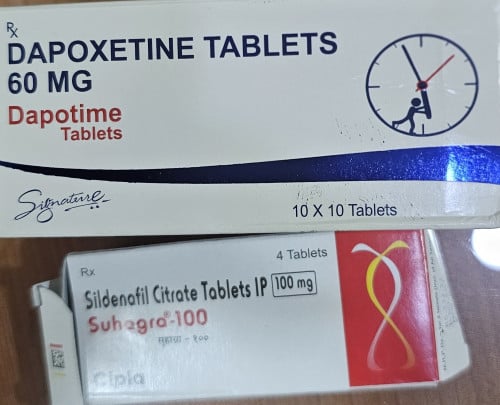 Rx
DAPOXETINE TABLETS
60 MG
Dapotime
Tablets
Signature
10 X 10 Tablets
4 Tablets
Rx
Sildenafil Citrate Tablets IP 100 mg
Suhagra®-100
Cipla